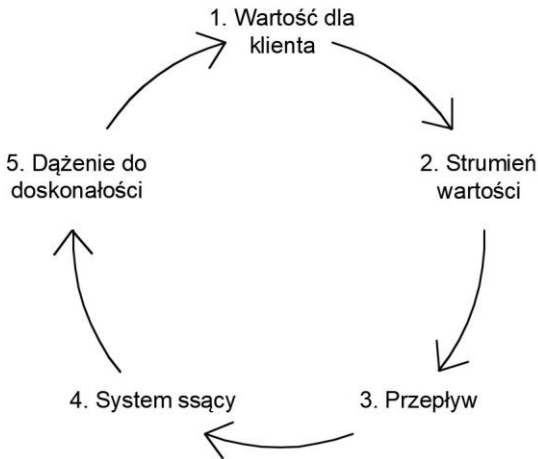 1. Wartość dla
klienta
2. Strumień
wartości
3. Przepływ
4. System ssący
5. Dążenie do
doskonałości